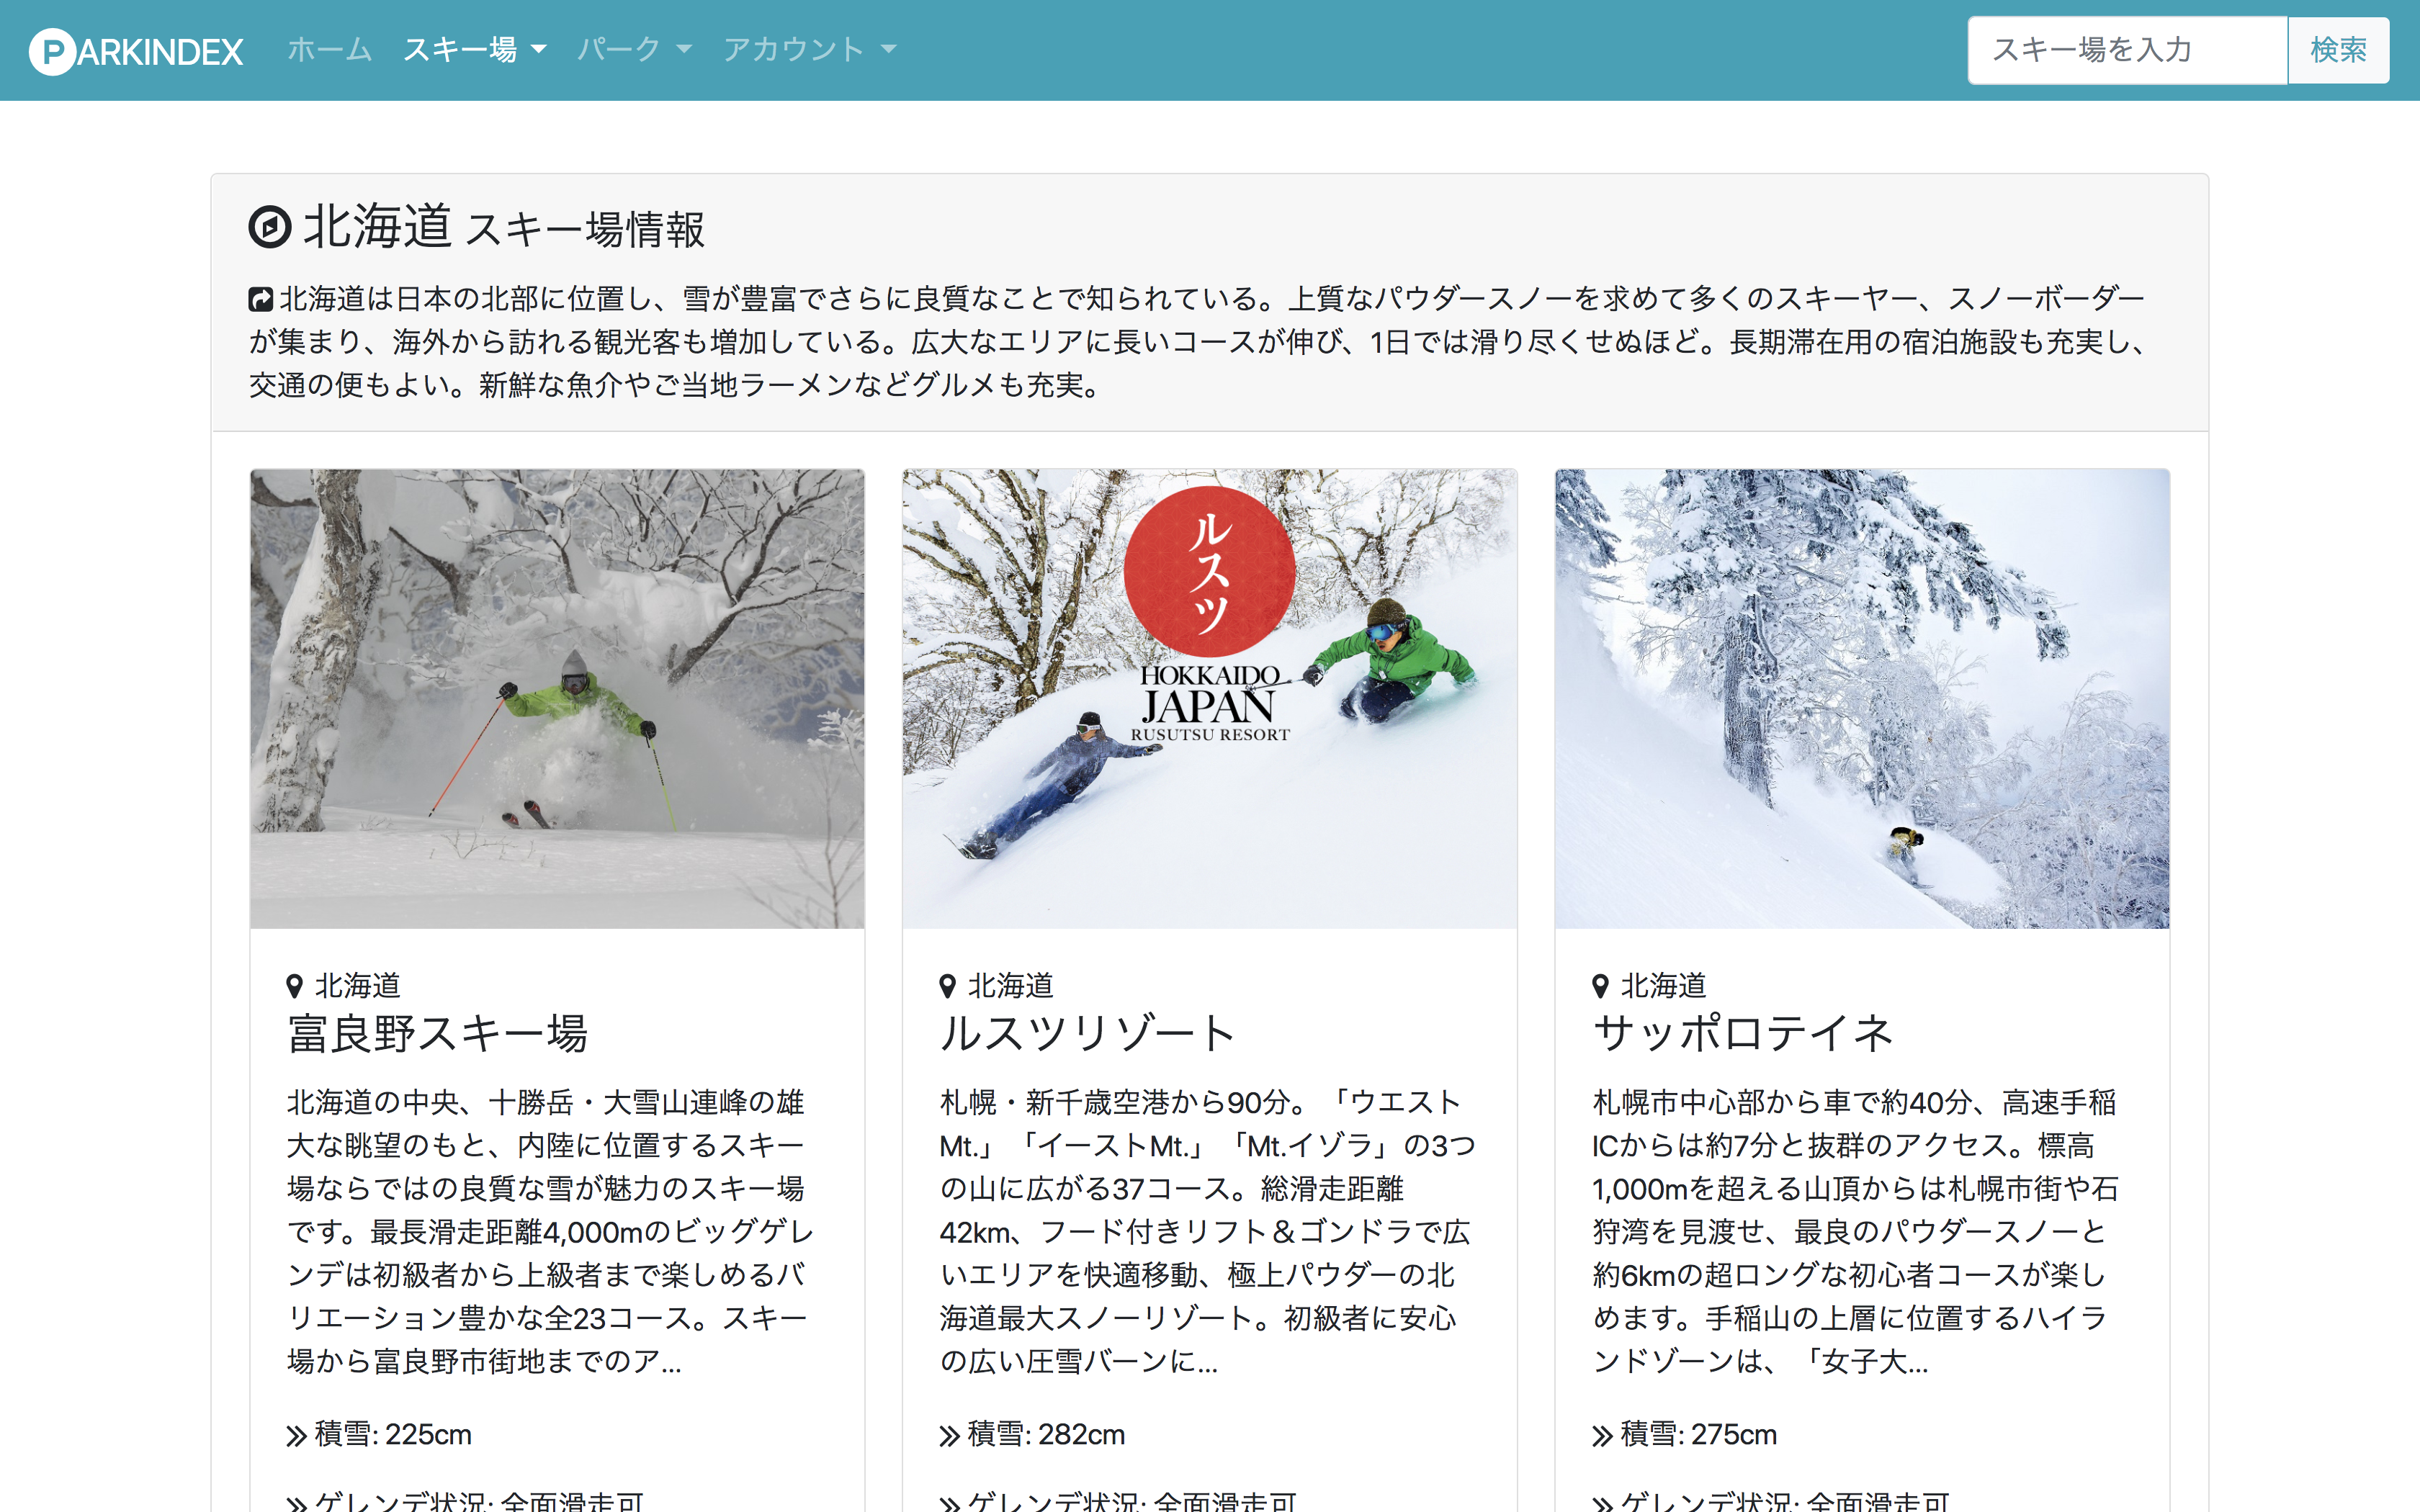 PARKINDEX ホーム スキー場 パーク アカウント スキー場を入力 検索
北海道 スキー場情報
北海道は日本の北部に位置し、雪が豊富でさらに良質なことで知られている。上質なパウダースノーを求めて多くのスキーヤー、スノーボーダー
が集まり、海外から訪れる観光客も増加している。広大なエリアに長いコースが伸び、1日では滑り尽くせぬほど。長期滞在用の宿泊施設も充実し、
交通の便もよい。新鮮な魚介やご当地ラーメンなどグルメも充実。
北海道
富良野スキー場
北海道の中央、十勝岳・大雪山連峰の雄
大な眺望のもと、内陸に位置するスキー
場ならではの良質な雪が魅力のスキー場
です。最長滑走距離4,000mのビッグゲレ
ンデは初級者から上級者まで楽しめるバ
リエーション豊かな全23コース。スキー
場から富良野市街地までのア...
積雪: 225cm
ゲレンデ状況: 全面滑走可
ルスツ
HOKKAIDO
JAPAN
RUSUTSU RESORT
北海道
ルスツリゾート
札幌・新千歳空港から90分。「ウエスト
Mt.」「イーストMt.」「Mt.イゾラ」の3つ
の山に広がる37コース。総滑走距離
42km、フード付きリフト＆ゴンドラで広
いエリアを快適移動、極上パウダーの北
海道最大スノーリゾート。初級者に安心
の広い圧雪バーンに...
積雪: 282cm
ゲレンデ状況: 全面滑走可
北海道
サッポロテイネ
札幌市中心部から車で約40分、高速手稲
ICからは約7分と抜群のアクセス。標高
1,000mを超える山頂からは札幌市街や石
狩湾を見渡せ、最良のパウダースノーと
約6kmの超ロングな初心者コースが楽し
めます。手稲山の上層に位置するハイラ
ンドゾーンは、「女子大...
積雪: 275cm
ゲレンデ状況: 全面滑走可